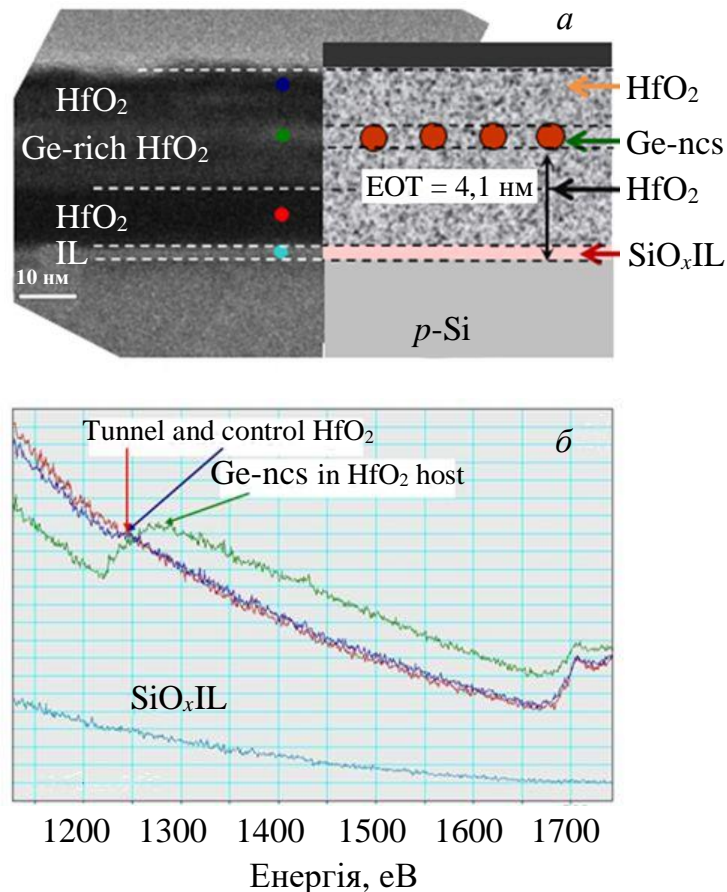 а
HfO₂
Ge-rich HfO₂
HfO₂
IL
10 нм
EOT = 4,1 нм
p-Si
HfO₂
Ge-ncs
HfO₂
SiOₓIL
б
Tunnel and control HfO₂
Ge-ncs in HfO₂ host
SiOₓIL
1200 1300 1400 1500 1600 1700
Енергія, еВ